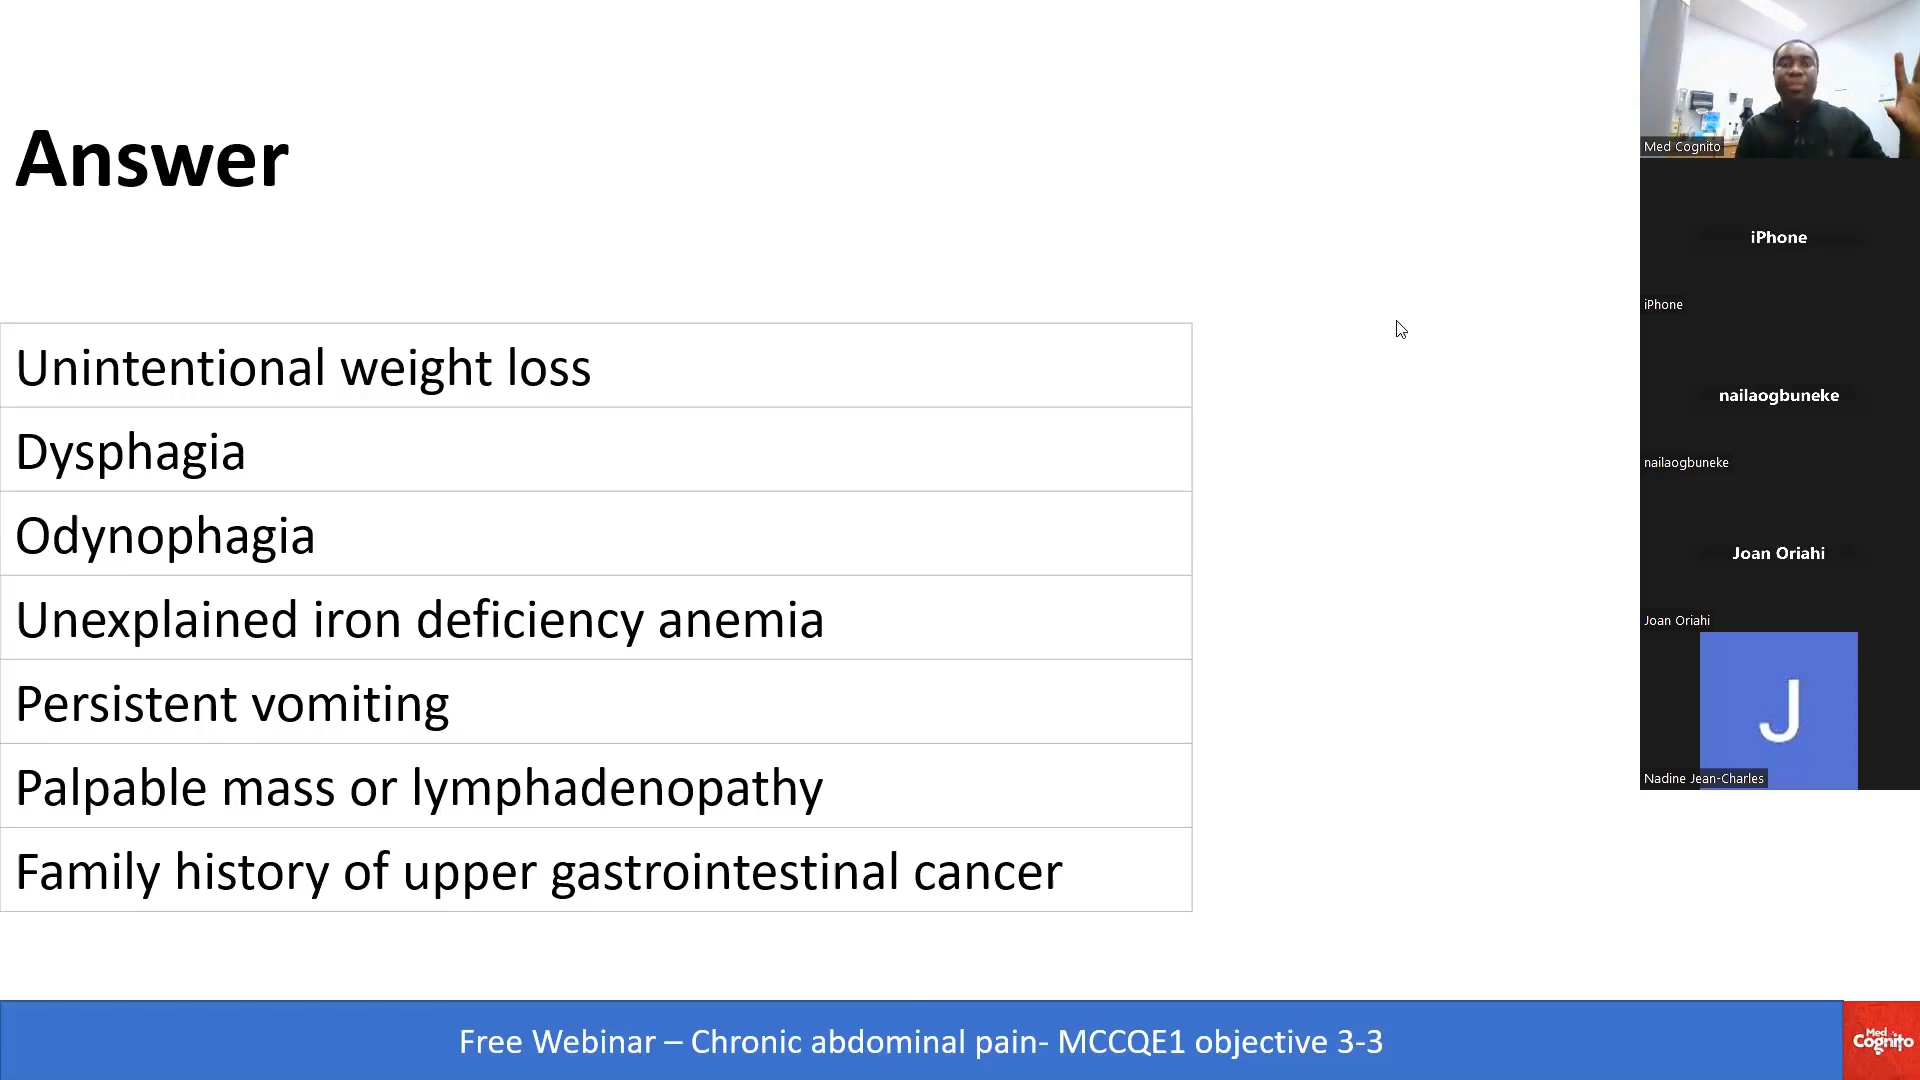 Answer
Unintentional weight loss
Dysphagia
Odynophagia
Unexplained iron deficiency anemia
Persistent vomiting
Palpable mass or lymphadenopathy
Family history of upper gastrointestinal cancer
Free Webinar – Chronic abdominal pain- MCCQE1 objective 3-3
Med
Cognito
Med Cognito
iPhone
iPhone
nailaogbuneke
nailaogbuneke
Joan Oriahi
Joan Oriahi
J
Nadine Jean-Charles